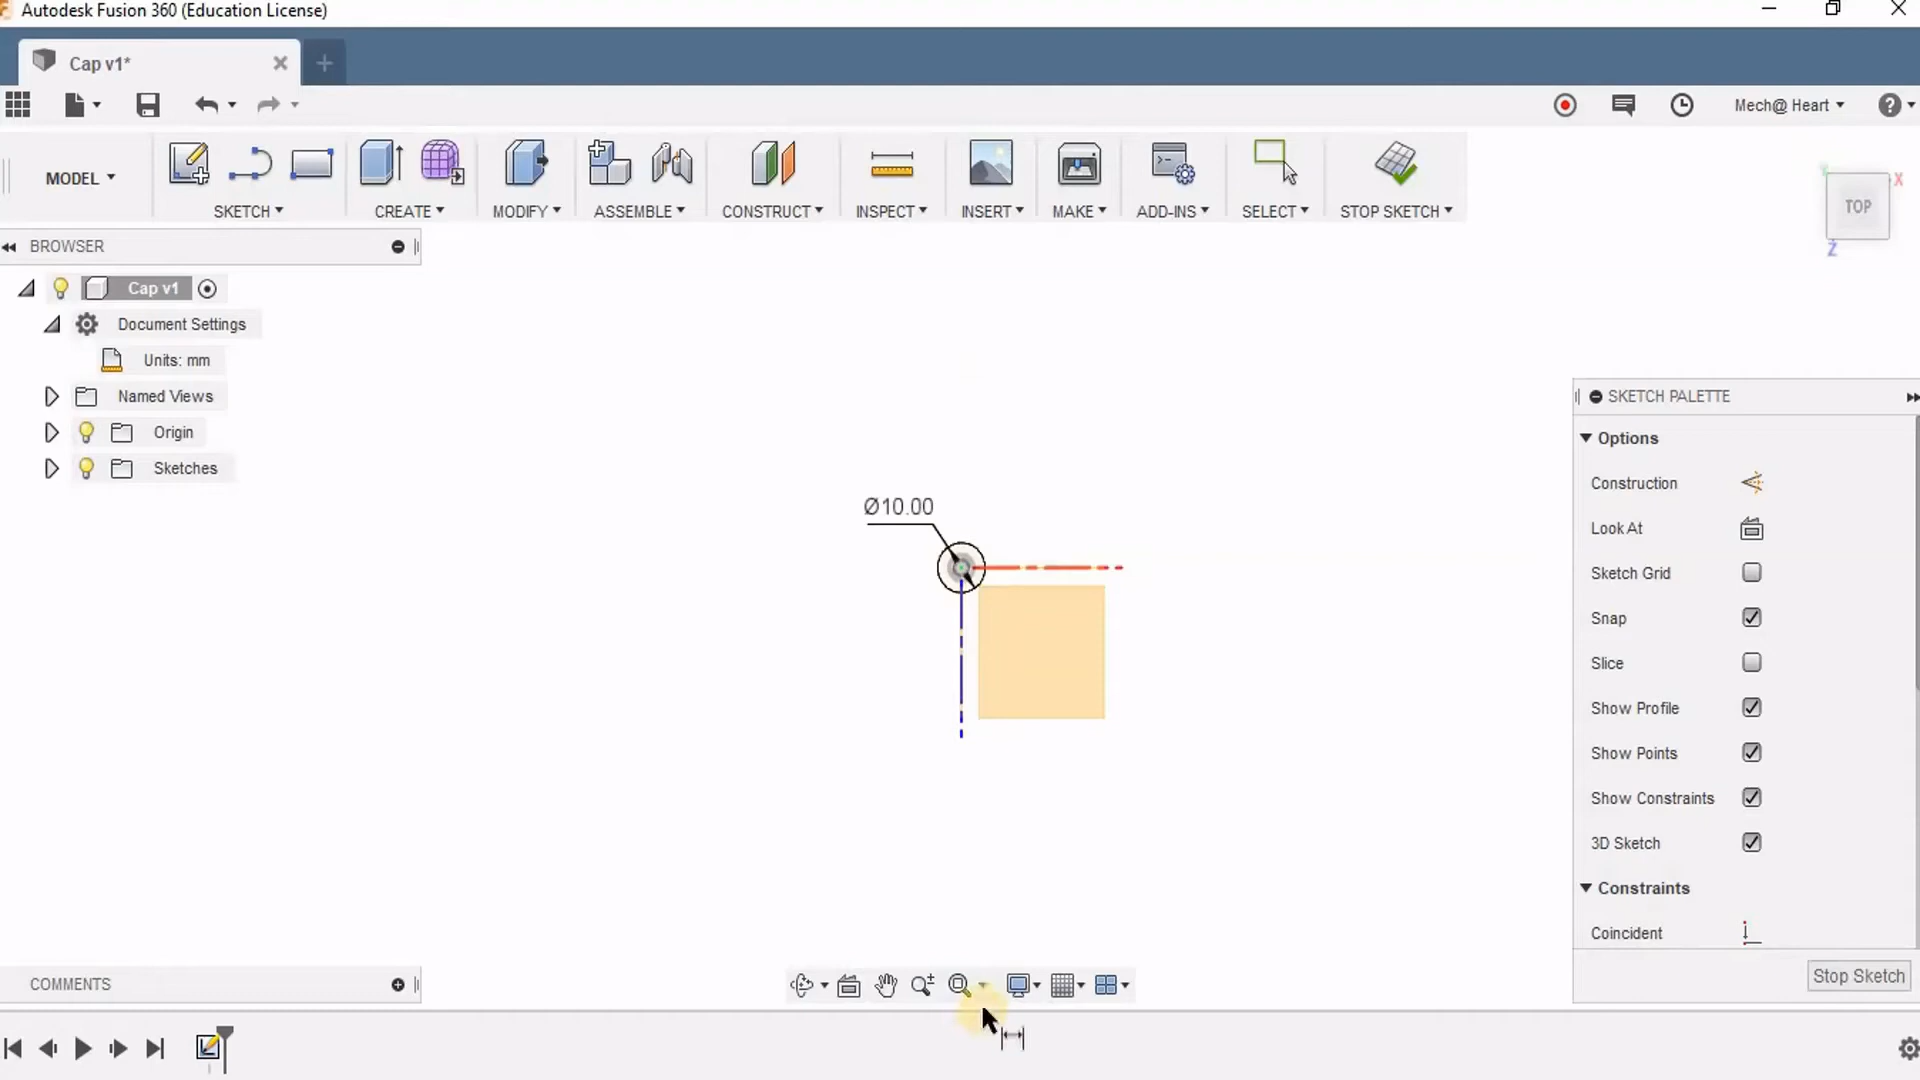 Autodesk Fusion 360 (Education License)
Cap v1*
Mech@ Heart
MODEL
SKETCH
CREATE
MODIFY
ASSEMBLE
CONSTRUCT
INSPECT
INSERT
MAKE
ADD-INS
SELECT
STOP SKETCH
TOP
X
Y
Z
BROWSER
Cap v1
Document Settings
Units: mm
Named Views
Origin
Sketches
Ø10.00
SKETCH PALETTE
Options
Construction
Look At
Sketch Grid
Snap
Slice
Show Profile
Show Points
Show Constraints
3D Sketch
Constraints
Coincident
Stop Sketch
COMMENTS